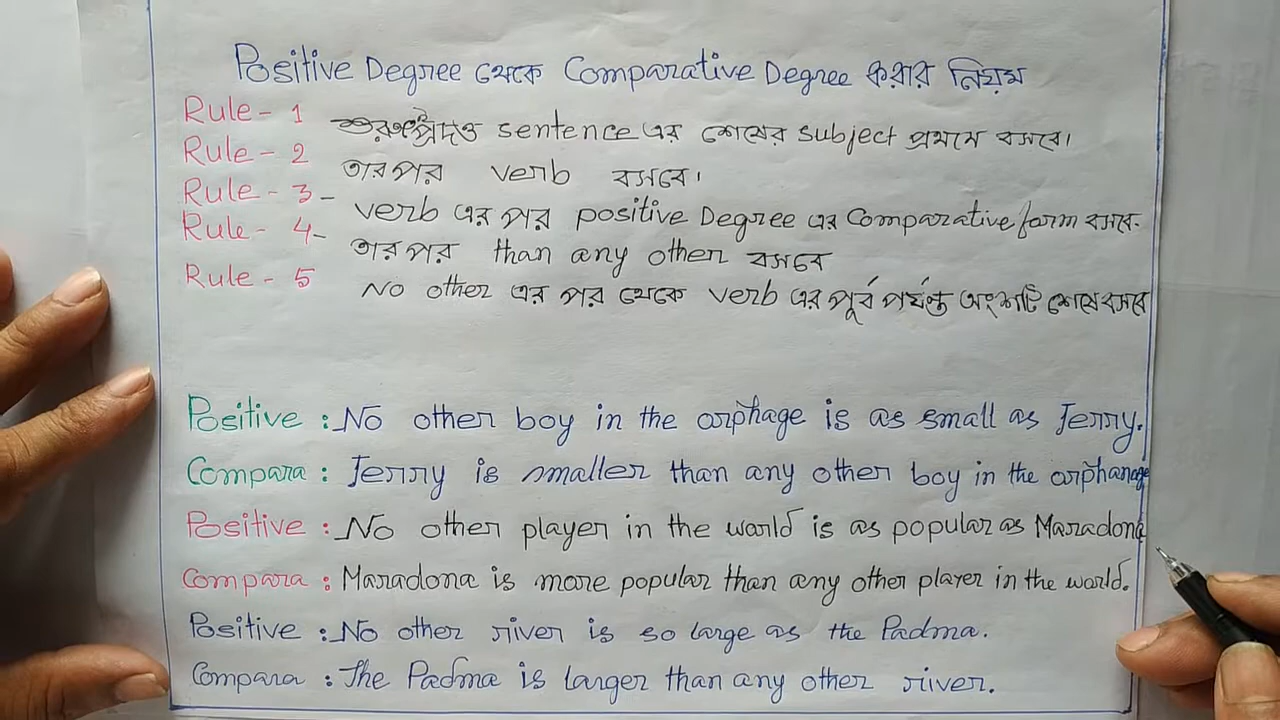 Positive Degree থেকে Comparative Degree করার নিয়ম
Rule - 1 প্রদত্ত sentence এর শেষের subject প্রথমে বসবে।
Rule - 2 তারপর verb বসবে।
Rule - 3 - verb এর পর positive Degree এর Comparative form বসবে.
Rule - 4 - তারপর than any other বসবে
Rule - 5 No other এর পর থেকে verb এর পূর্ব পর্যন্ত অংশটি শেষে বসবে
Positive : No other boy in the orphage is as small as Jerry.
Compara : Jerry is smaller than any other boy in the orphanage
Positive : No other player in the world is as popular as Maradona
Compara : Maradona is more popular than any other player in the world.
Positive : No other river is so large as the Padma.
Compara : The Padma is larger than any other river.